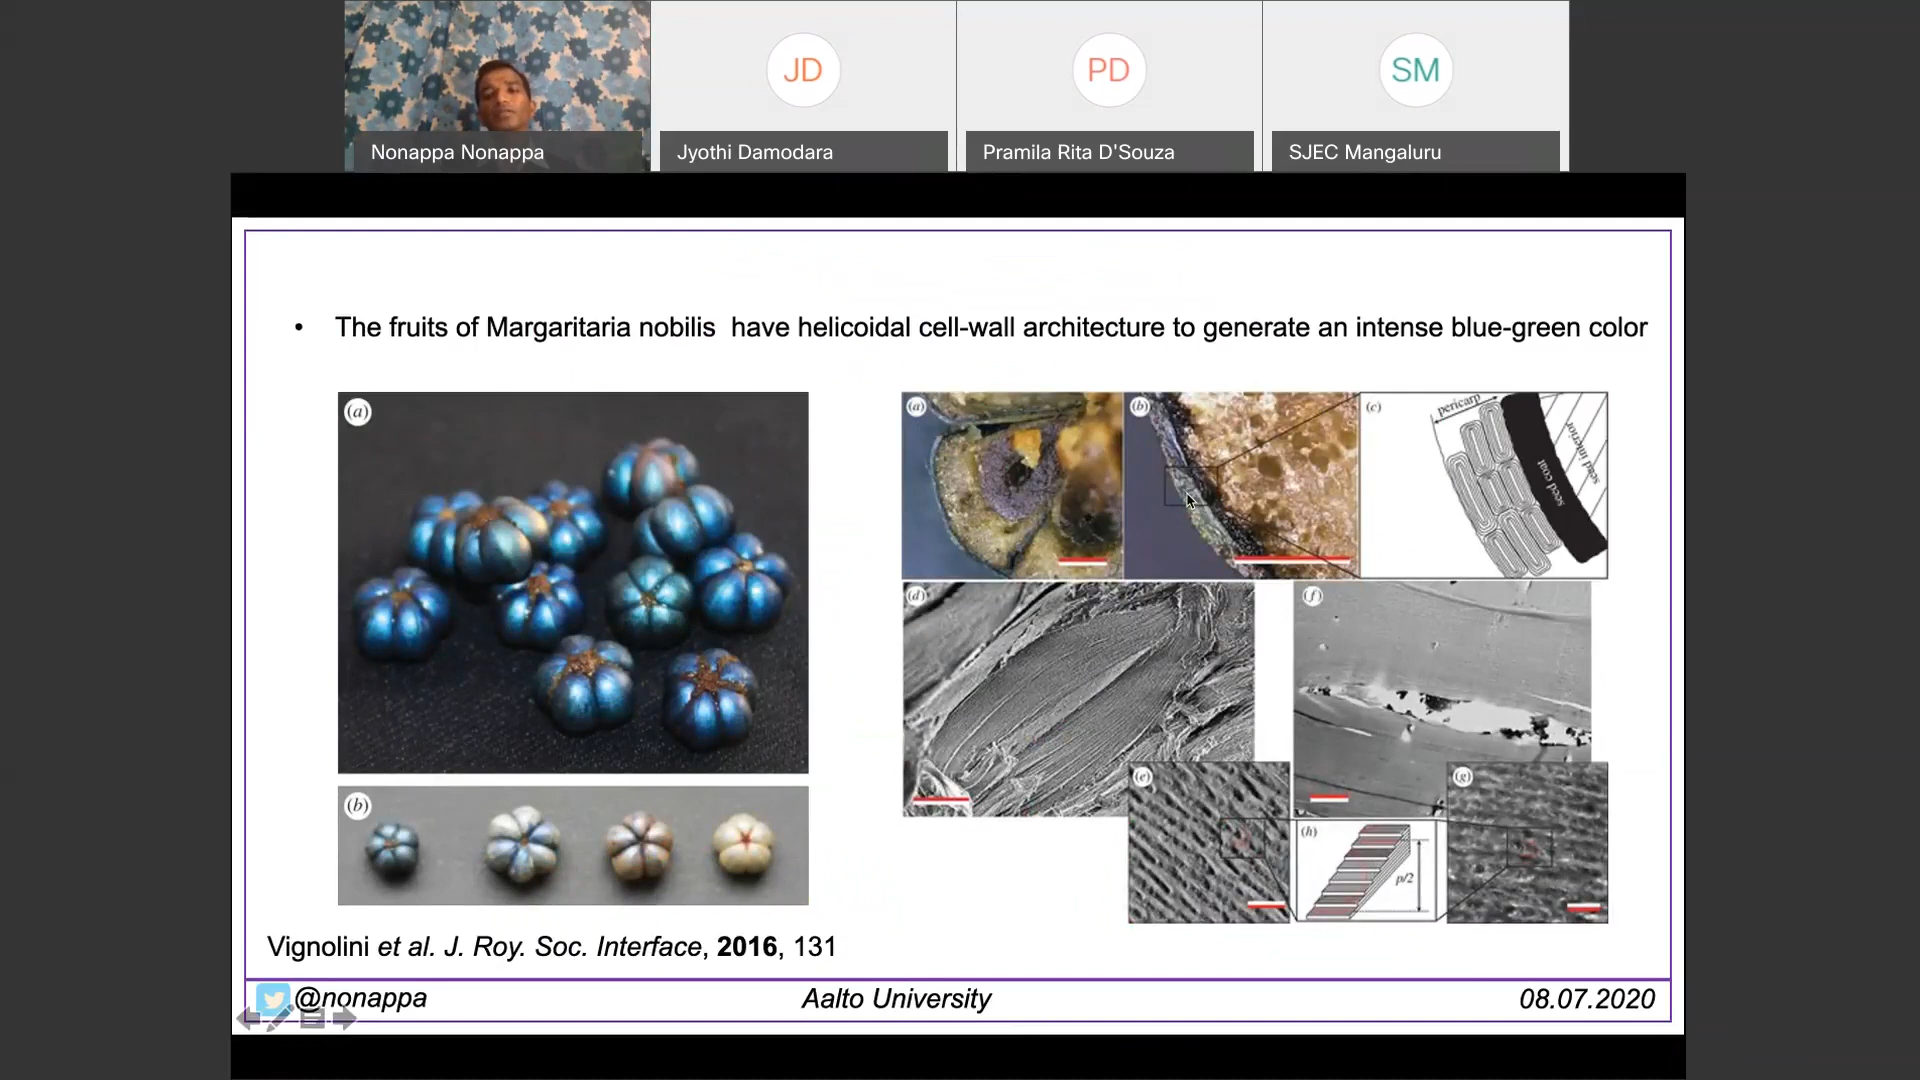 JD
PD
SM
Nonappa Nonappa
Jyothi Damodara
Pramila Rita D'Souza
SJEC Mangaluru
• The fruits of Margaritaria nobilis have helicoidal cell-wall architecture to generate an intense blue-green color
(a)
(b)
(a)
(b)
(c)
pericarp
seed coat
seed interior
(d)
(f)
(e)
(g)
(h)
p/2
Vignolini et al. J. Roy. Soc. Interface, 2016, 131
@nonappa
Aalto University
08.07.2020